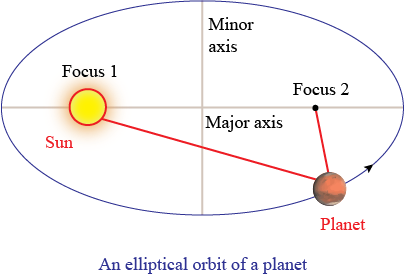 Minor
axis
Focus 1
Focus 2
Major axis
Sun
Planet
An elliptical orbit of a planet